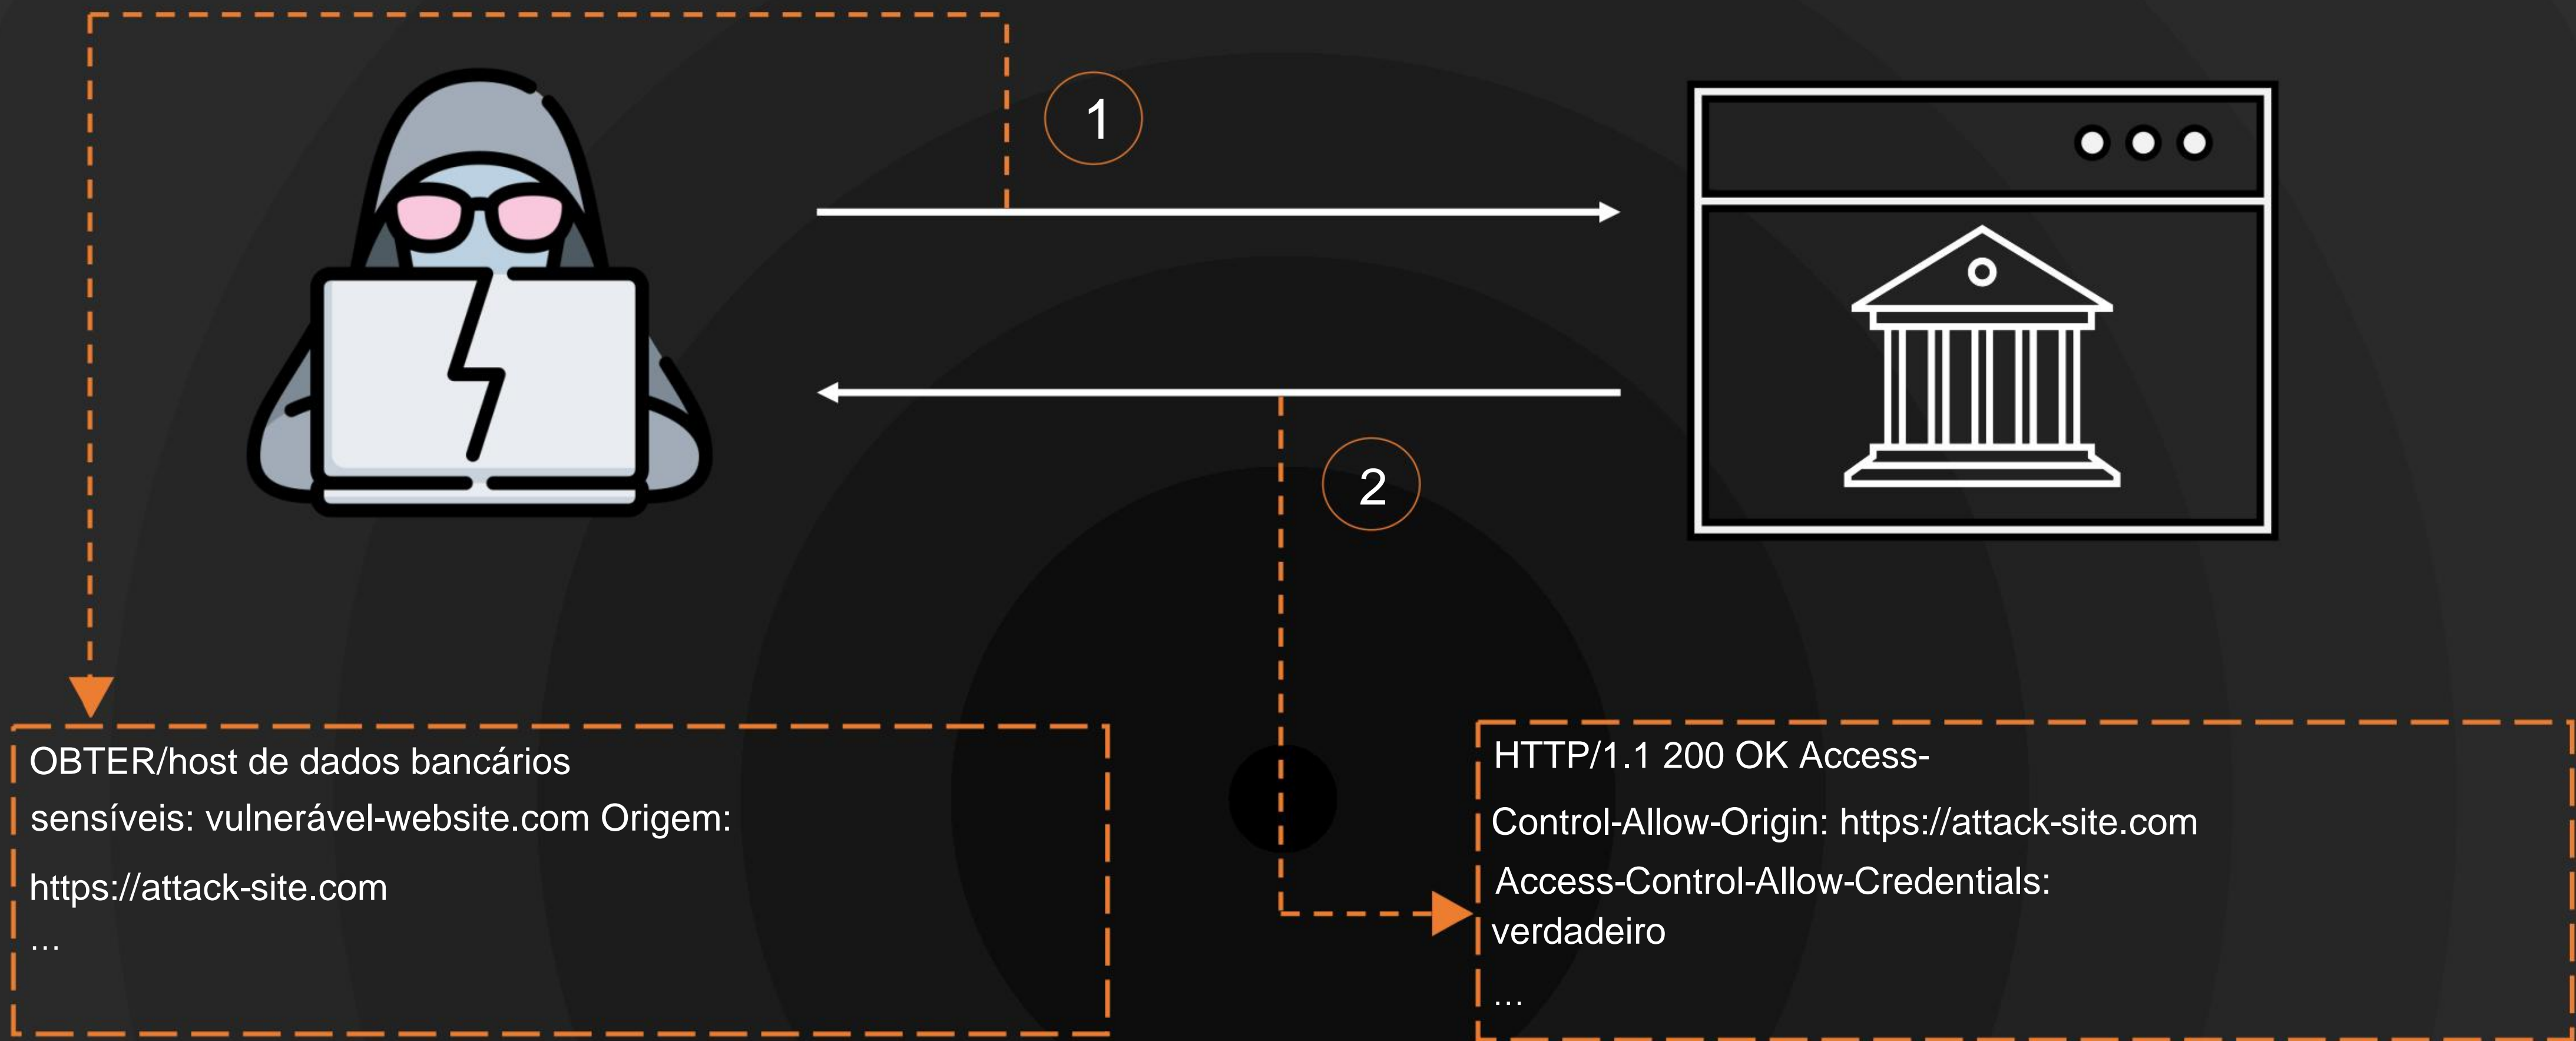 1
2
OBTER/host de dados bancários
sensíveis: vulnerável-website.com Origem:
https://attack-site.com
…
HTTP/1.1 200 OK Access-
Control-Allow-Origin: https://attack-site.com
Access-Control-Allow-Credentials:
verdadeiro
…